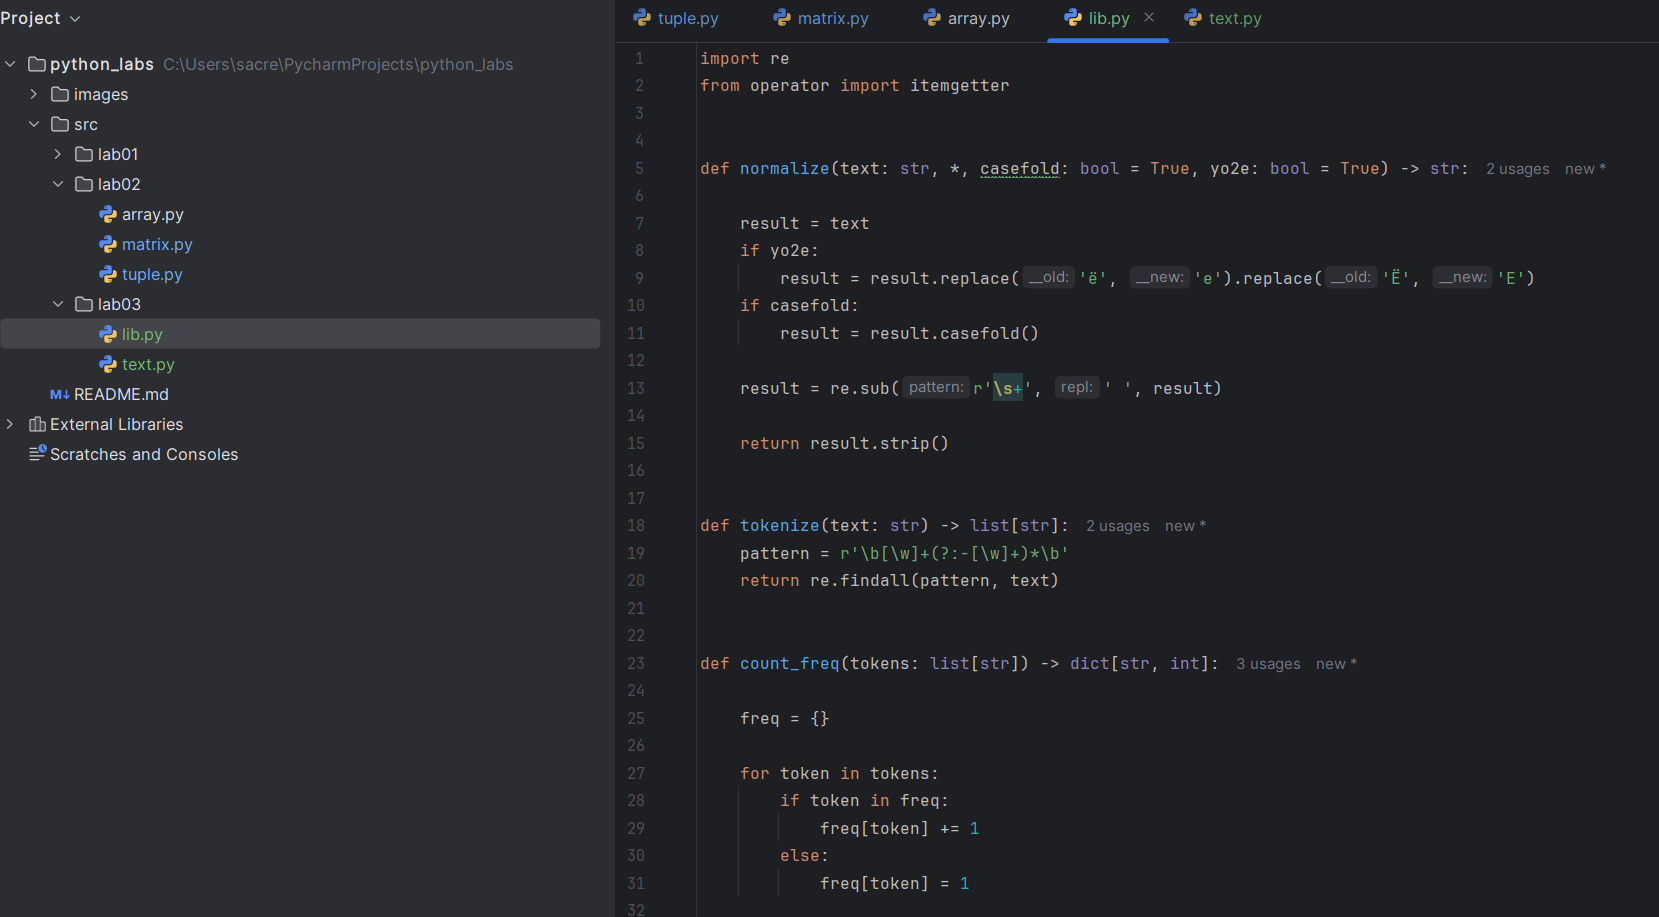 Project
python_labs C:\Users\sacre\PycharmProjects\python_labs
images
src
lab01
lab02
array.py
matrix.py
tuple.py
lab03
lib.py
text.py
M↓ README.md
External Libraries
Scratches and Consoles
tuple.py matrix.py array.py lib.py × text.py
1 import re
2 from operator import itemgetter
3
4
5 def normalize(text: str, *, casefold: bool = True, yo2e: bool = True) -> str: 2 usages new *
6
7 result = text
8 if yo2e:
9 result = result.replace( __old: 'ё', __new: 'е').replace( __old: 'Ё', __new: 'Е')
10 if casefold:
11 result = result.casefold()
12
13 result = re.sub( pattern: r'\s+', repl: ' ', result)
14
15 return result.strip()
16
17
18 def tokenize(text: str) -> list[str]: 2 usages new *
19 pattern = r'\b[\w]+(?:-[\w]+)*\b'
20 return re.findall(pattern, text)
21
22
23 def count_freq(tokens: list[str]) -> dict[str, int]: 3 usages new *
24
25 freq = {}
26
27 for token in tokens:
28 if token in freq:
29 freq[token] += 1
30 else:
31 freq[token] = 1
32